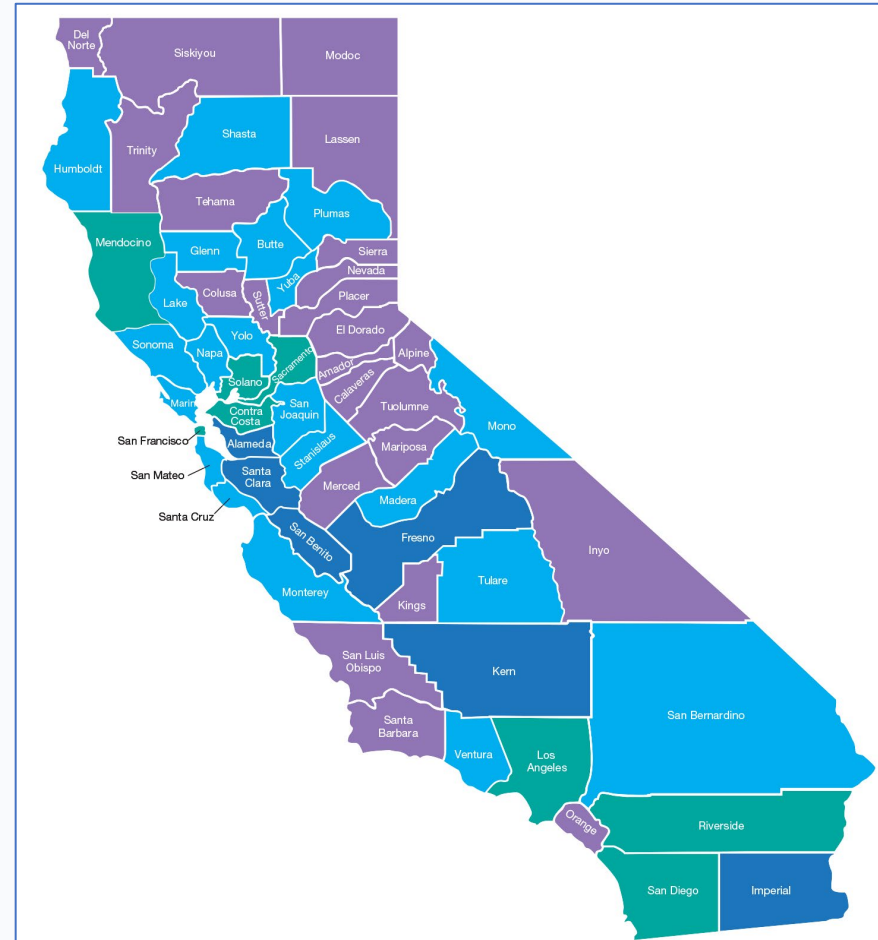 Del
Norte
Siskiyou
Modoc
Humboldt
Trinity
Shasta
Lassen
Tehama
Plumas
Mendocino
Glenn
Butte
Sierra
Nevada
Yuba
Placer
Colusa
Sutter
Lake
El Dorado
Sonoma
Napa
Yolo
Sacramento
Amador
Alpine
Solano
Calaveras
Marin
Contra
Costa
San
Joaquin
Tuolumne
Mono
San Francisco
Alameda
Stanislaus
Mariposa
San Mateo
Santa
Clara
Merced
Madera
Santa Cruz
San Benito
Fresno
Inyo
Monterey
Kings
Tulare
San Luis
Obispo
Kern
San Bernardino
Santa
Barbara
Ventura
Los
Angeles
Orange
Riverside
San Diego
Imperial